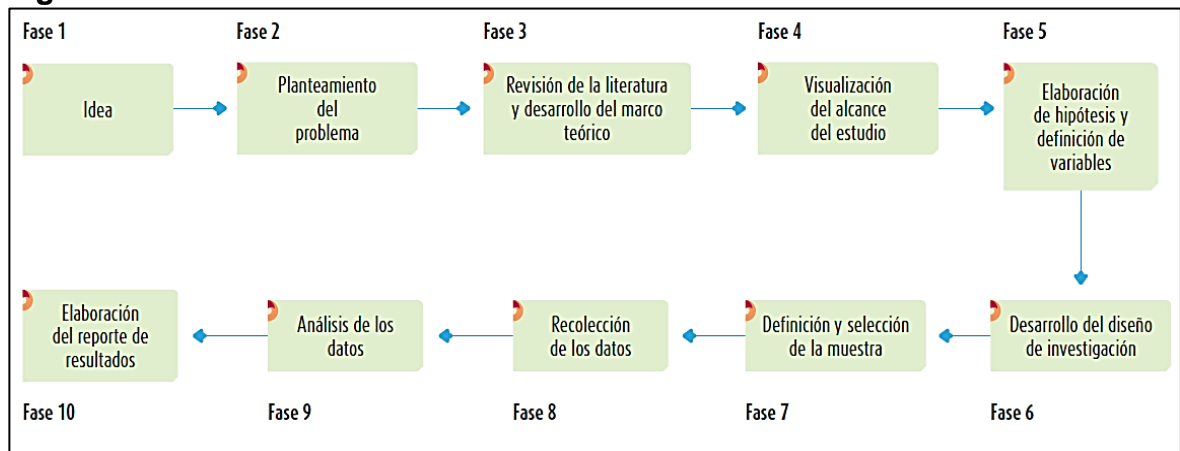 Fase 1
Fase 2
Fase 3
Fase 4
Fase 5
Idea
Planteamiento
del
problema
Revisión de la literatura
y desarrollo del marco
teórico
Visualización
del alcance
del estudio
Elaboración
de hipótesis y
definición de
variables
Desarrollo del diseño
de investigación
Definición y selección
de la muestra
Recolección
de los datos
Análisis de los
datos
Elaboración
del reporte de
resultados
Fase 10
Fase 9
Fase 8
Fase 7
Fase 6